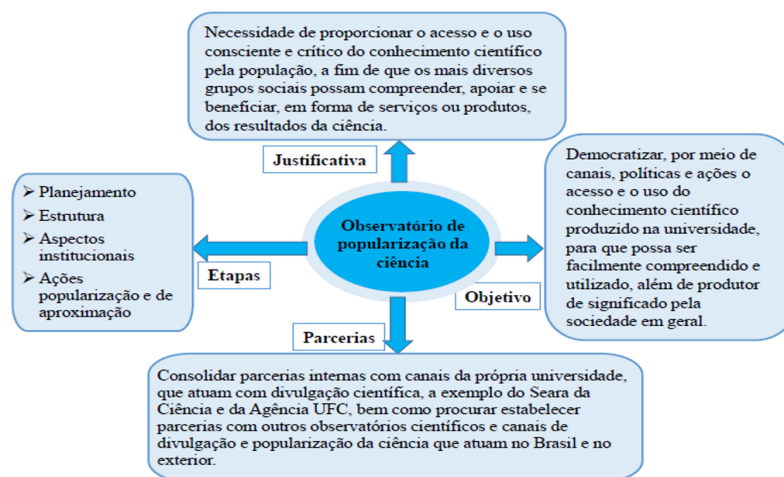 Necessidade de proporcionar o acesso e o uso
consciente e crítico do conhecimento científico
pela população, a fim de que os mais diversos
grupos sociais possam compreender, apoiar e se
beneficiar, em forma de serviços ou produtos,
dos resultados da ciência.
Justificativa
➢ Planejamento
➢ Estrutura
➢ Aspectos
institucionais
➢ Ações
popularização e de
aproximação
Etapas
Observatório de
popularização da
ciência
Objetivo
Democratizar, por meio de
canais, políticas e ações o
acesso e o uso do
conhecimento científico
produzido na universidade,
para que possa ser
facilmente compreendido e
utilizado, além de produtor
de significado pela
sociedade em geral.
Parcerias
Consolidar parcerias internas com canais da própria universidade,
que atuam com divulgação científica, a exemplo do Seara da
Ciência e da Agência UFC, bem como procurar estabelecer
parcerias com outros observatórios científicos e canais de
divulgação e popularização da ciência que atuam no Brasil e no
exterior.